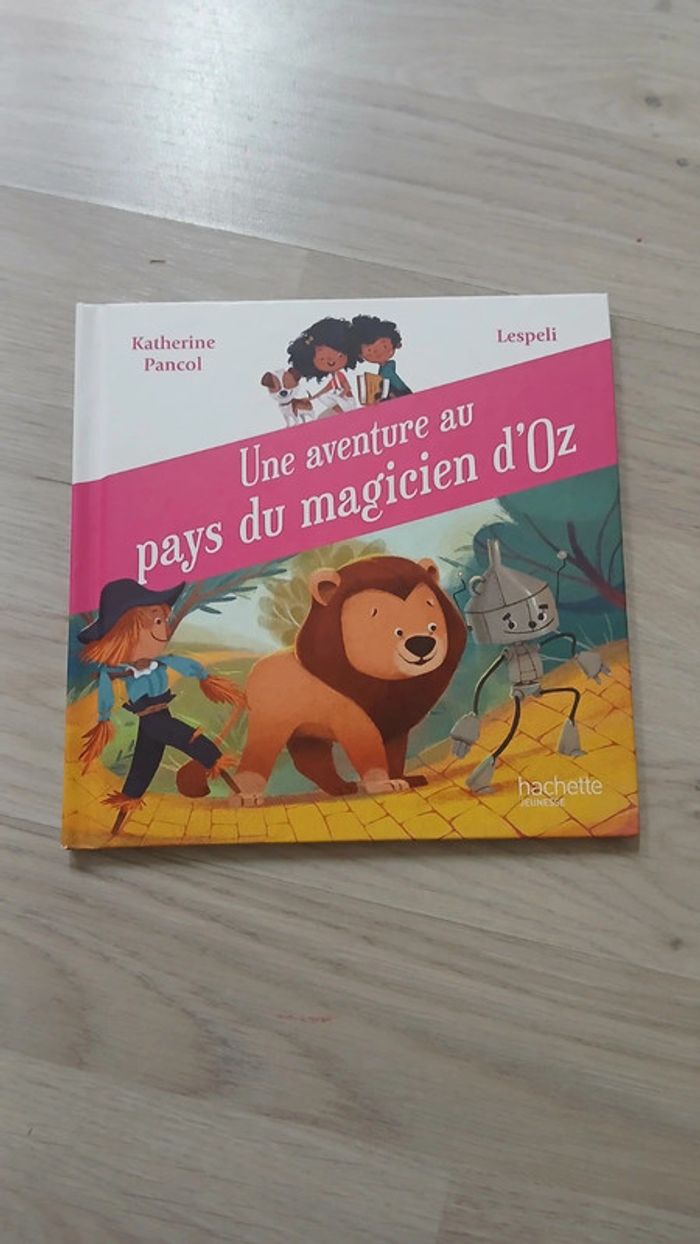 Katherine
Pancol
Lespeli
Une aventure au
pays du magicien d'Oz
hachette
JEUNESSE